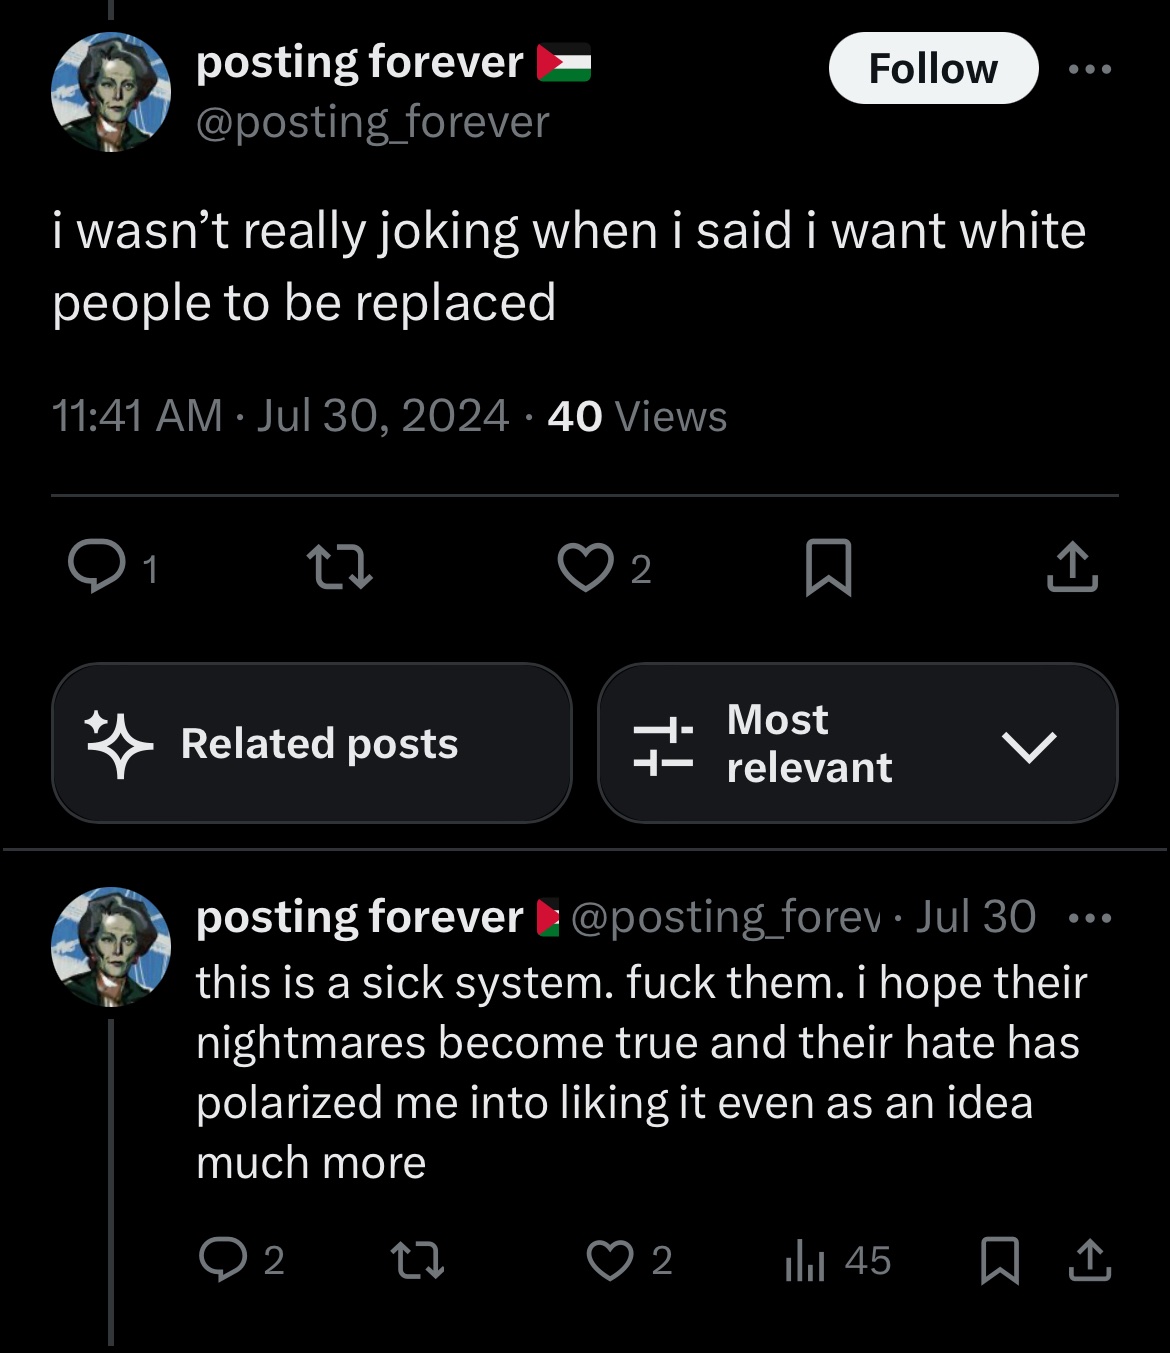 posting forever 🇵🇸
Follow
@posting_forever
i wasn’t really joking when i said i want white
people to be replaced
11:41 AM · Jul 30, 2024 · 40 Views
1
2
Related posts
Most
relevant
posting forever 🇵🇸 @posting_forev · Jul 30
this is a sick system. fuck them. i hope their
nightmares become true and their hate has
polarized me into liking it even as an idea
much more
2
2
45